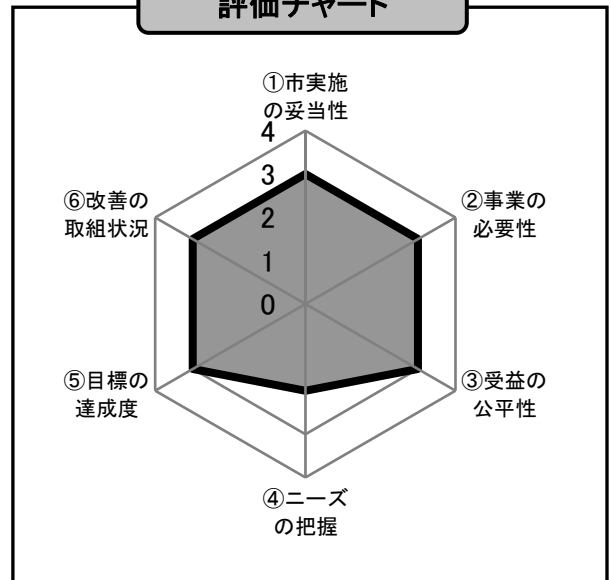 評価チャート
①市実施
の妥当性
4
3
2
1
0
②事業の
必要性
③受益の
公平性
④ニーズ
の把握
⑤目標の
達成度
⑥改善の
取組状況